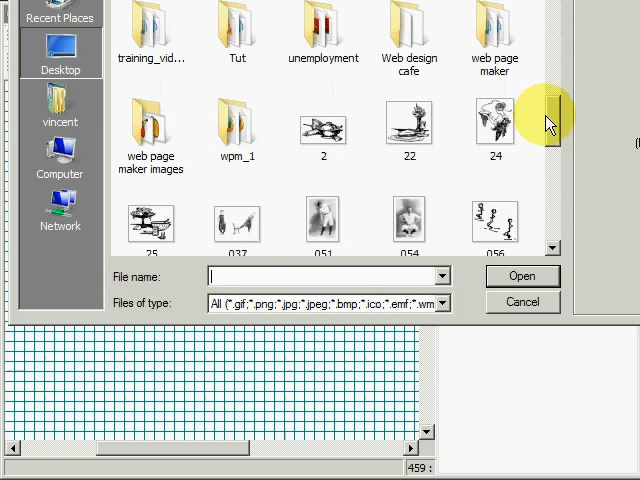 Recent Places
Desktop
vincent
Computer
Network
training_vid...
Tut
unemployment
Web design
cafe
web page
maker
web page
maker images
wpm_1
2
22
24
25
037
051
054
056
File name:
Open
Files of type:
All (*.gif;*.png;*.jpg;*.jpeg;*.bmp;*.ico;*.emf;*.wm
Cancel
459 :